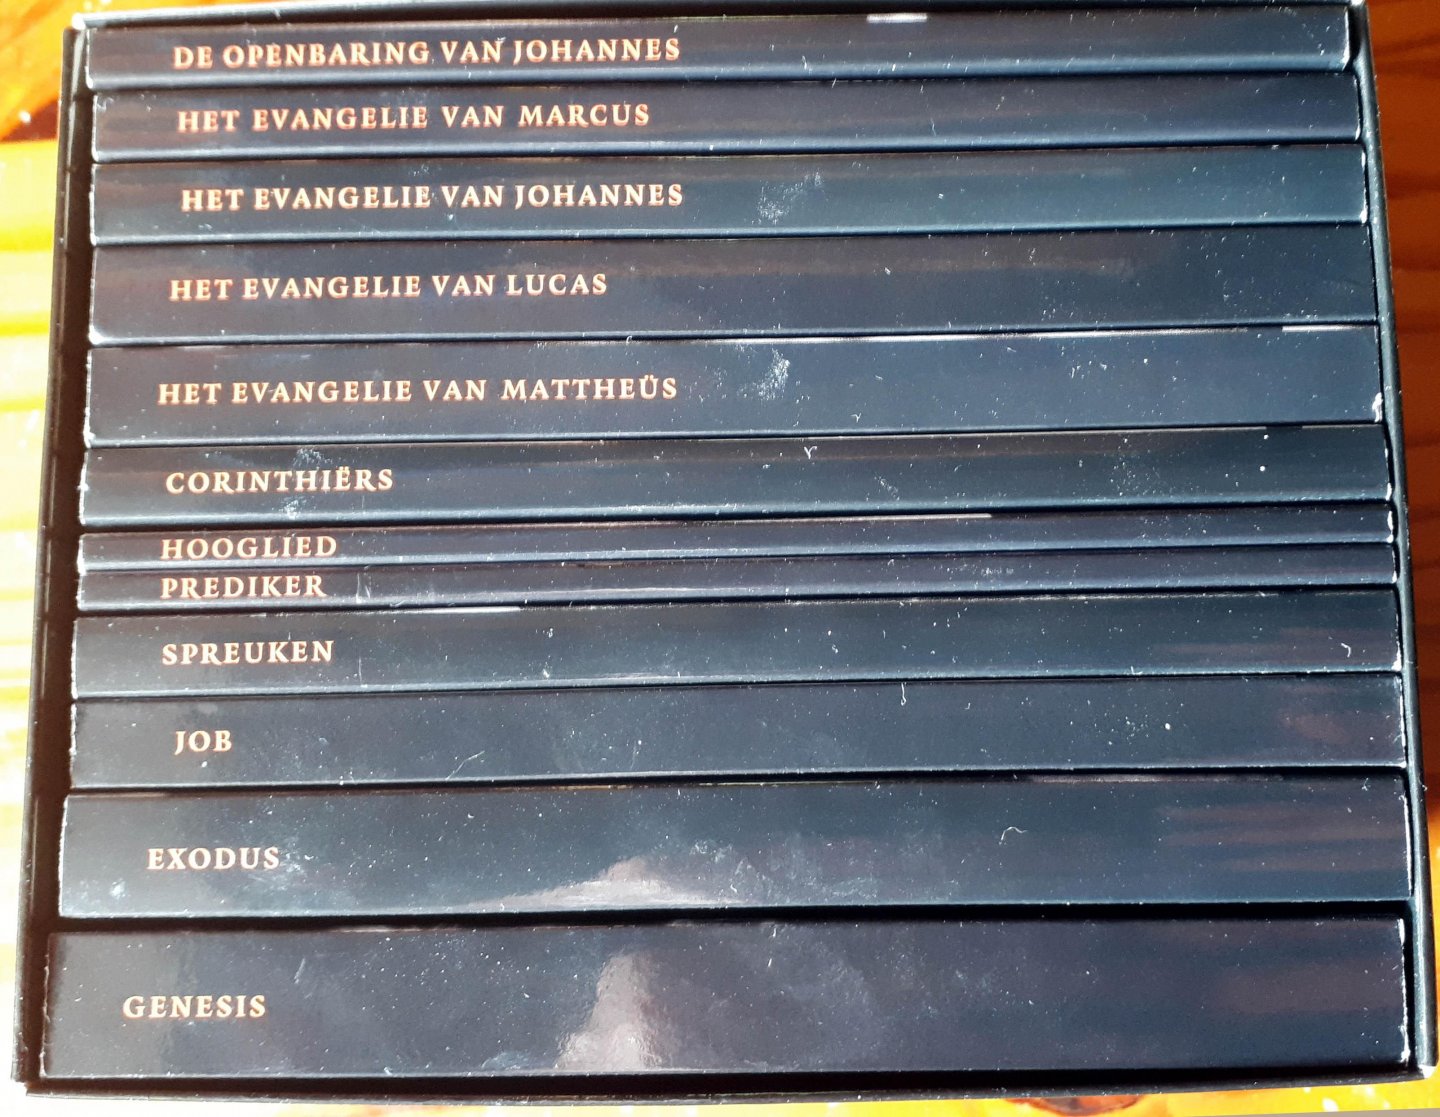 DE OPENBARING VAN JOHANNES
HET EVANGELIE VAN MARCUS
HET EVANGELIE VAN JOHANNES
HET EVANGELIE VAN LUCAS
HET EVANGELIE VAN MATTHEÜS
CORINTHIËRS
HOOGLIED
PREDIKER
SPREUKEN
JOB
EXODUS
GENESIS